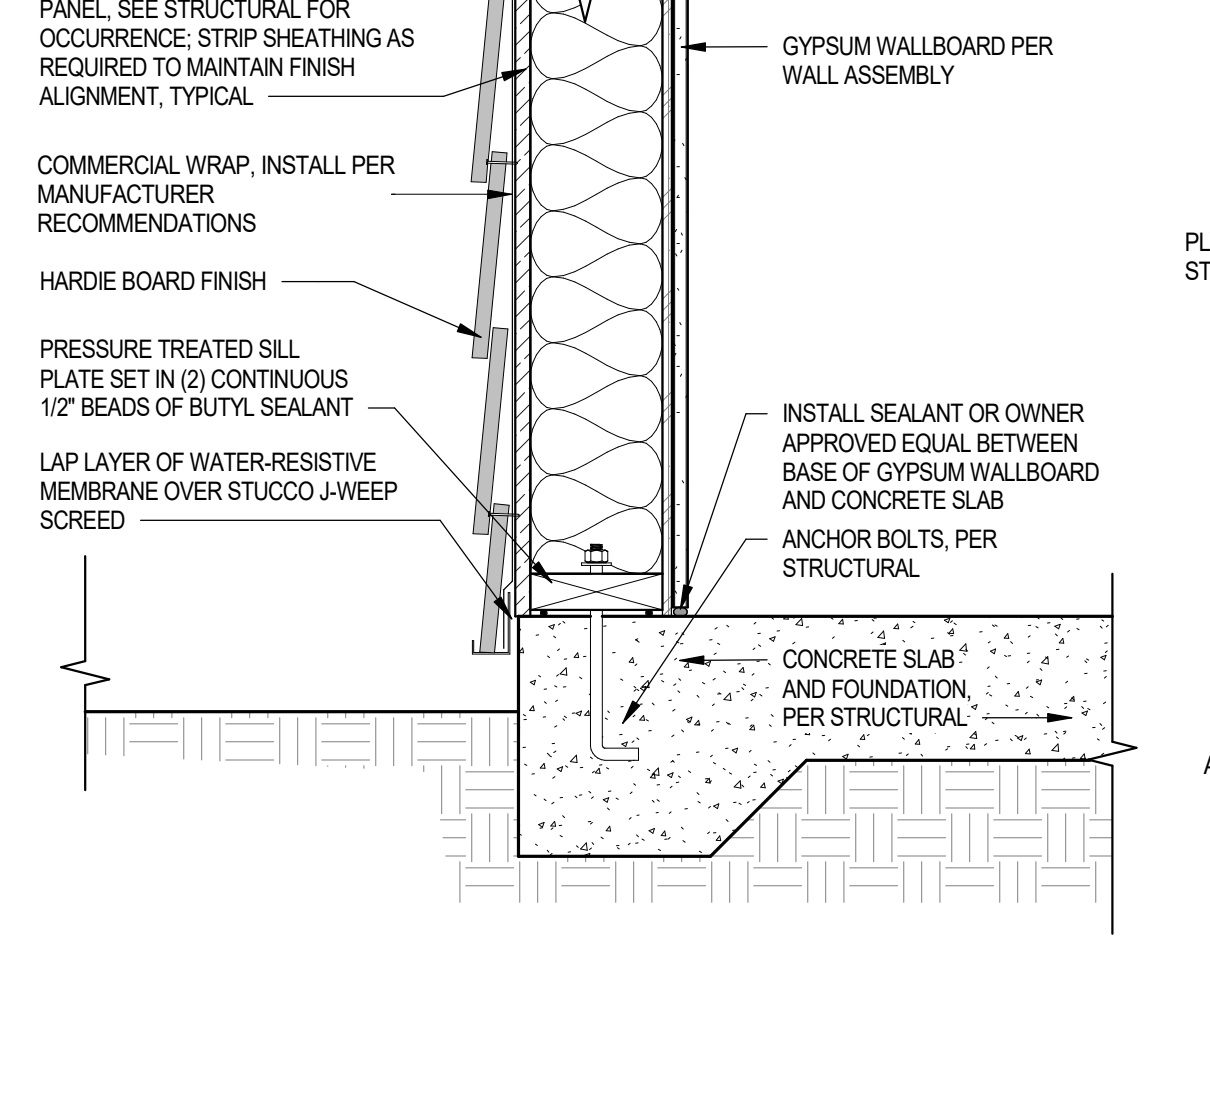 PANEL, SEE STRUCTURAL FOR
OCCURRENCE; STRIP SHEATHING AS
REQUIRED TO MAINTAIN FINISH
ALIGNMENT, TYPICAL
COMMERCIAL WRAP, INSTALL PER
MANUFACTURER
RECOMMENDATIONS
HARDIE BOARD FINISH
PRESSURE TREATED SILL
PLATE SET IN (2) CONTINUOUS
1/2" BEADS OF BUTYL SEALANT
LAP LAYER OF WATER-RESISTIVE
MEMBRANE OVER STUCCO J-WEEP
SCREED
GYPSUM WALLBOARD PER
WALL ASSEMBLY
INSTALL SEALANT OR OWNER
APPROVED EQUAL BETWEEN
BASE OF GYPSUM WALLBOARD
AND CONCRETE SLAB
ANCHOR BOLTS, PER
STRUCTURAL
CONCRETE SLAB
AND FOUNDATION,
PER STRUCTURAL
PL
ST